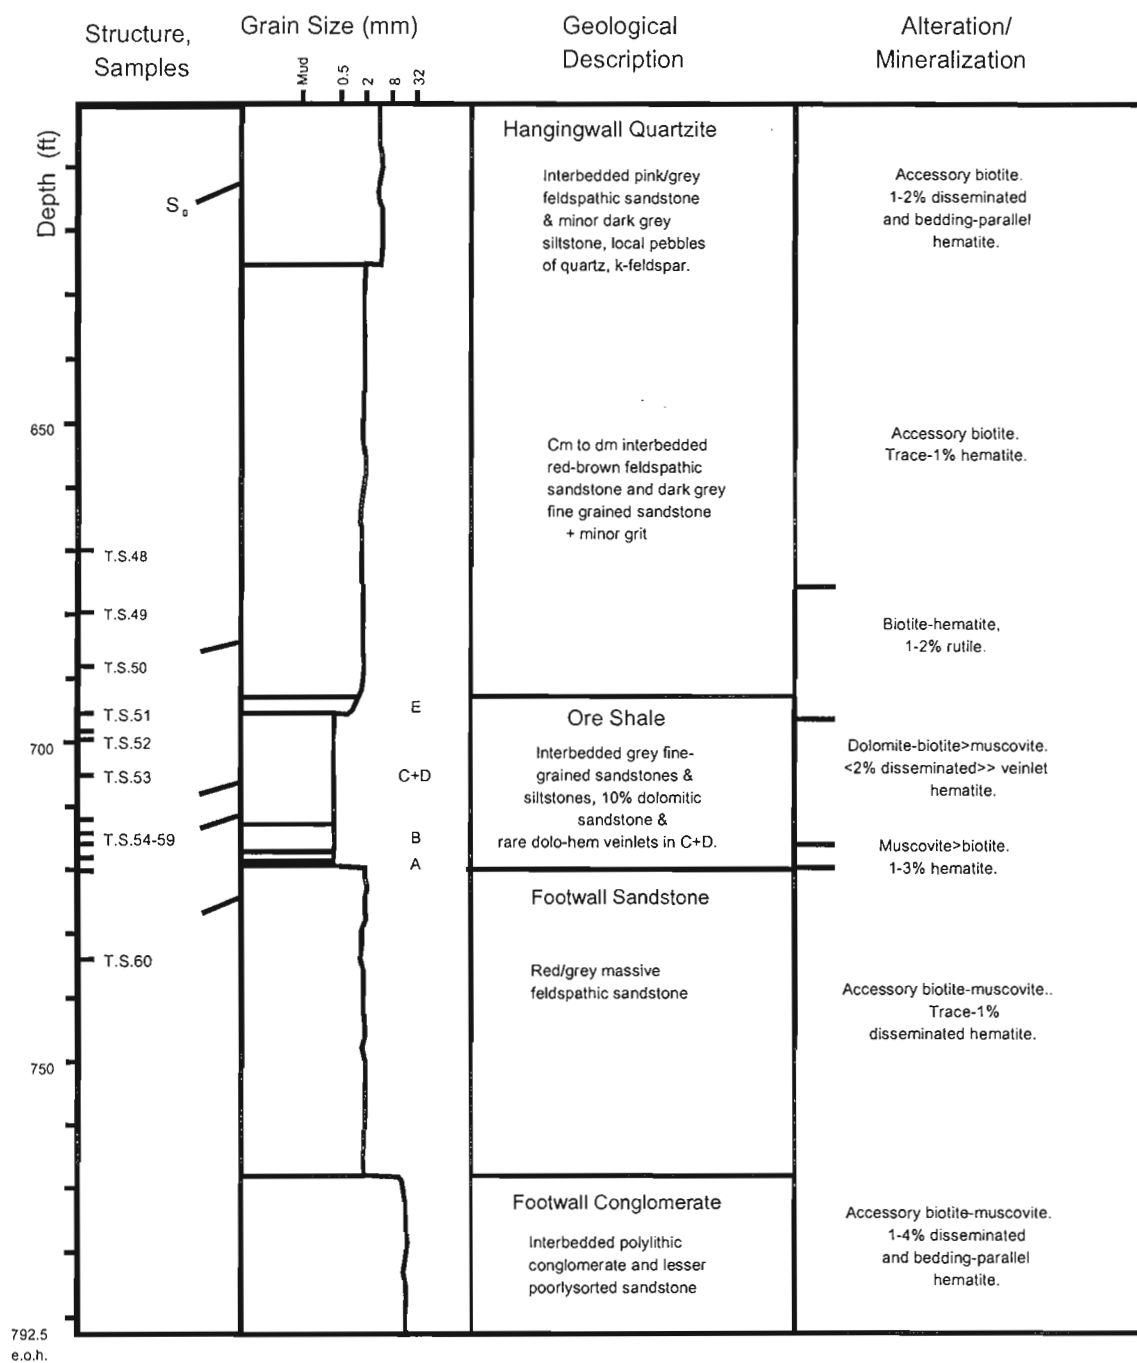 Structure,
Samples
Grain Size (mm)
Geological
Description
Alteration/
Mineralization
Mud
0.5
2
8
32
Depth (ft)
S₀
650
T.S.48
T.S.49
T.S.50
T.S.51
700
T.S.52
T.S.53
T.S.54-59
T.S.60
750
792.5
e.o.h.
E
C+D
B
A
Hangingwall Quartzite
Interbedded pink/grey
feldspathic sandstone
& minor dark grey
siltstone, local pebbles
of quartz, k-feldspar.
Cm to dm interbedded
red-brown feldspathic
sandstone and dark grey
fine grained sandstone
+ minor grit
Ore Shale
Interbedded grey fine-
grained sandstones &
siltstones, 10% dolomitic
sandstone &
rare dolo-hem veinlets in C+D.
Footwall Sandstone
Red/grey massive
feldspathic sandstone
Footwall Conglomerate
Interbedded polylithic
conglomerate and lesser
poorlysorted sandstone
Accessory biotite.
1-2% disseminated
and bedding-parallel
hematite.
Accessory biotite.
Trace-1% hematite.
Biotite-hematite,
1-2% rutile.
Dolomite-biotite>muscovite.
<2% disseminated>> veinlet
hematite.
Muscovite>biotite.
1-3% hematite.
Accessory biotite-muscovite..
Trace-1%
disseminated hematite.
Accessory biotite-muscovite.
1-4% disseminated
and bedding-parallel
hematite.